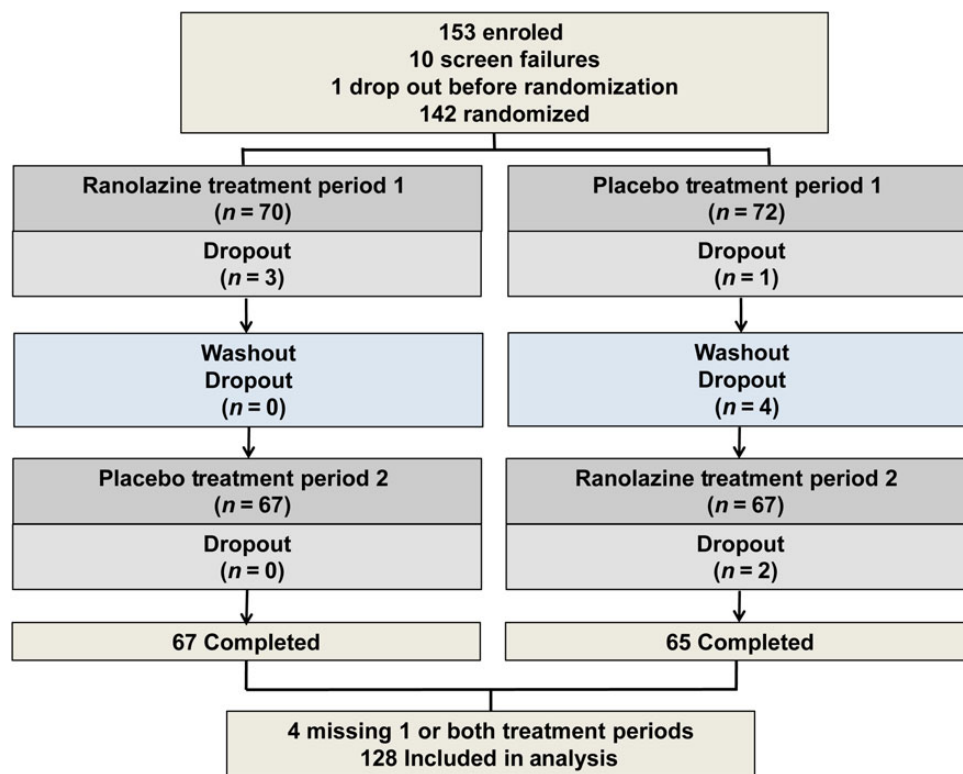 153 enroled
10 screen failures
1 drop out before randomization
142 randomized
Ranolazine treatment period 1
(n = 70)
Dropout
(n = 3)
Placebo treatment period 1
(n = 72)
Dropout
(n = 1)
Washout
Dropout
(n = 0)
Washout
Dropout
(n = 4)
Placebo treatment period 2
(n = 67)
Dropout
(n = 0)
Ranolazine treatment period 2
(n = 67)
Dropout
(n = 2)
67 Completed
65 Completed
4 missing 1 or both treatment periods
128 Included in analysis